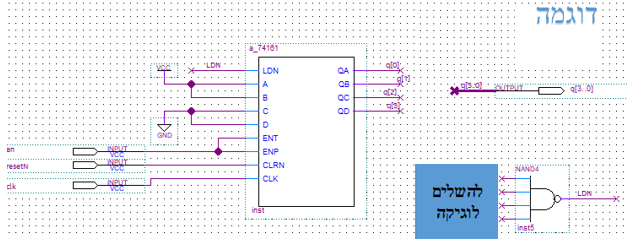 דוגמה
a_74161
VCC
LDN
LDN
QA
q[0]
A
QB
q[1]
B
QC
q[2]
C
QD
q[3]
D
GND
ENT
ENP
CLRN
CLK
inst
en
INPUT
VCC
resetN
INPUT
VCC
clk
INPUT
VCC
q[3..0]
OUTPUT
q[3..0]
להשלים
לוגיקה
NAND4
LDN
inst5